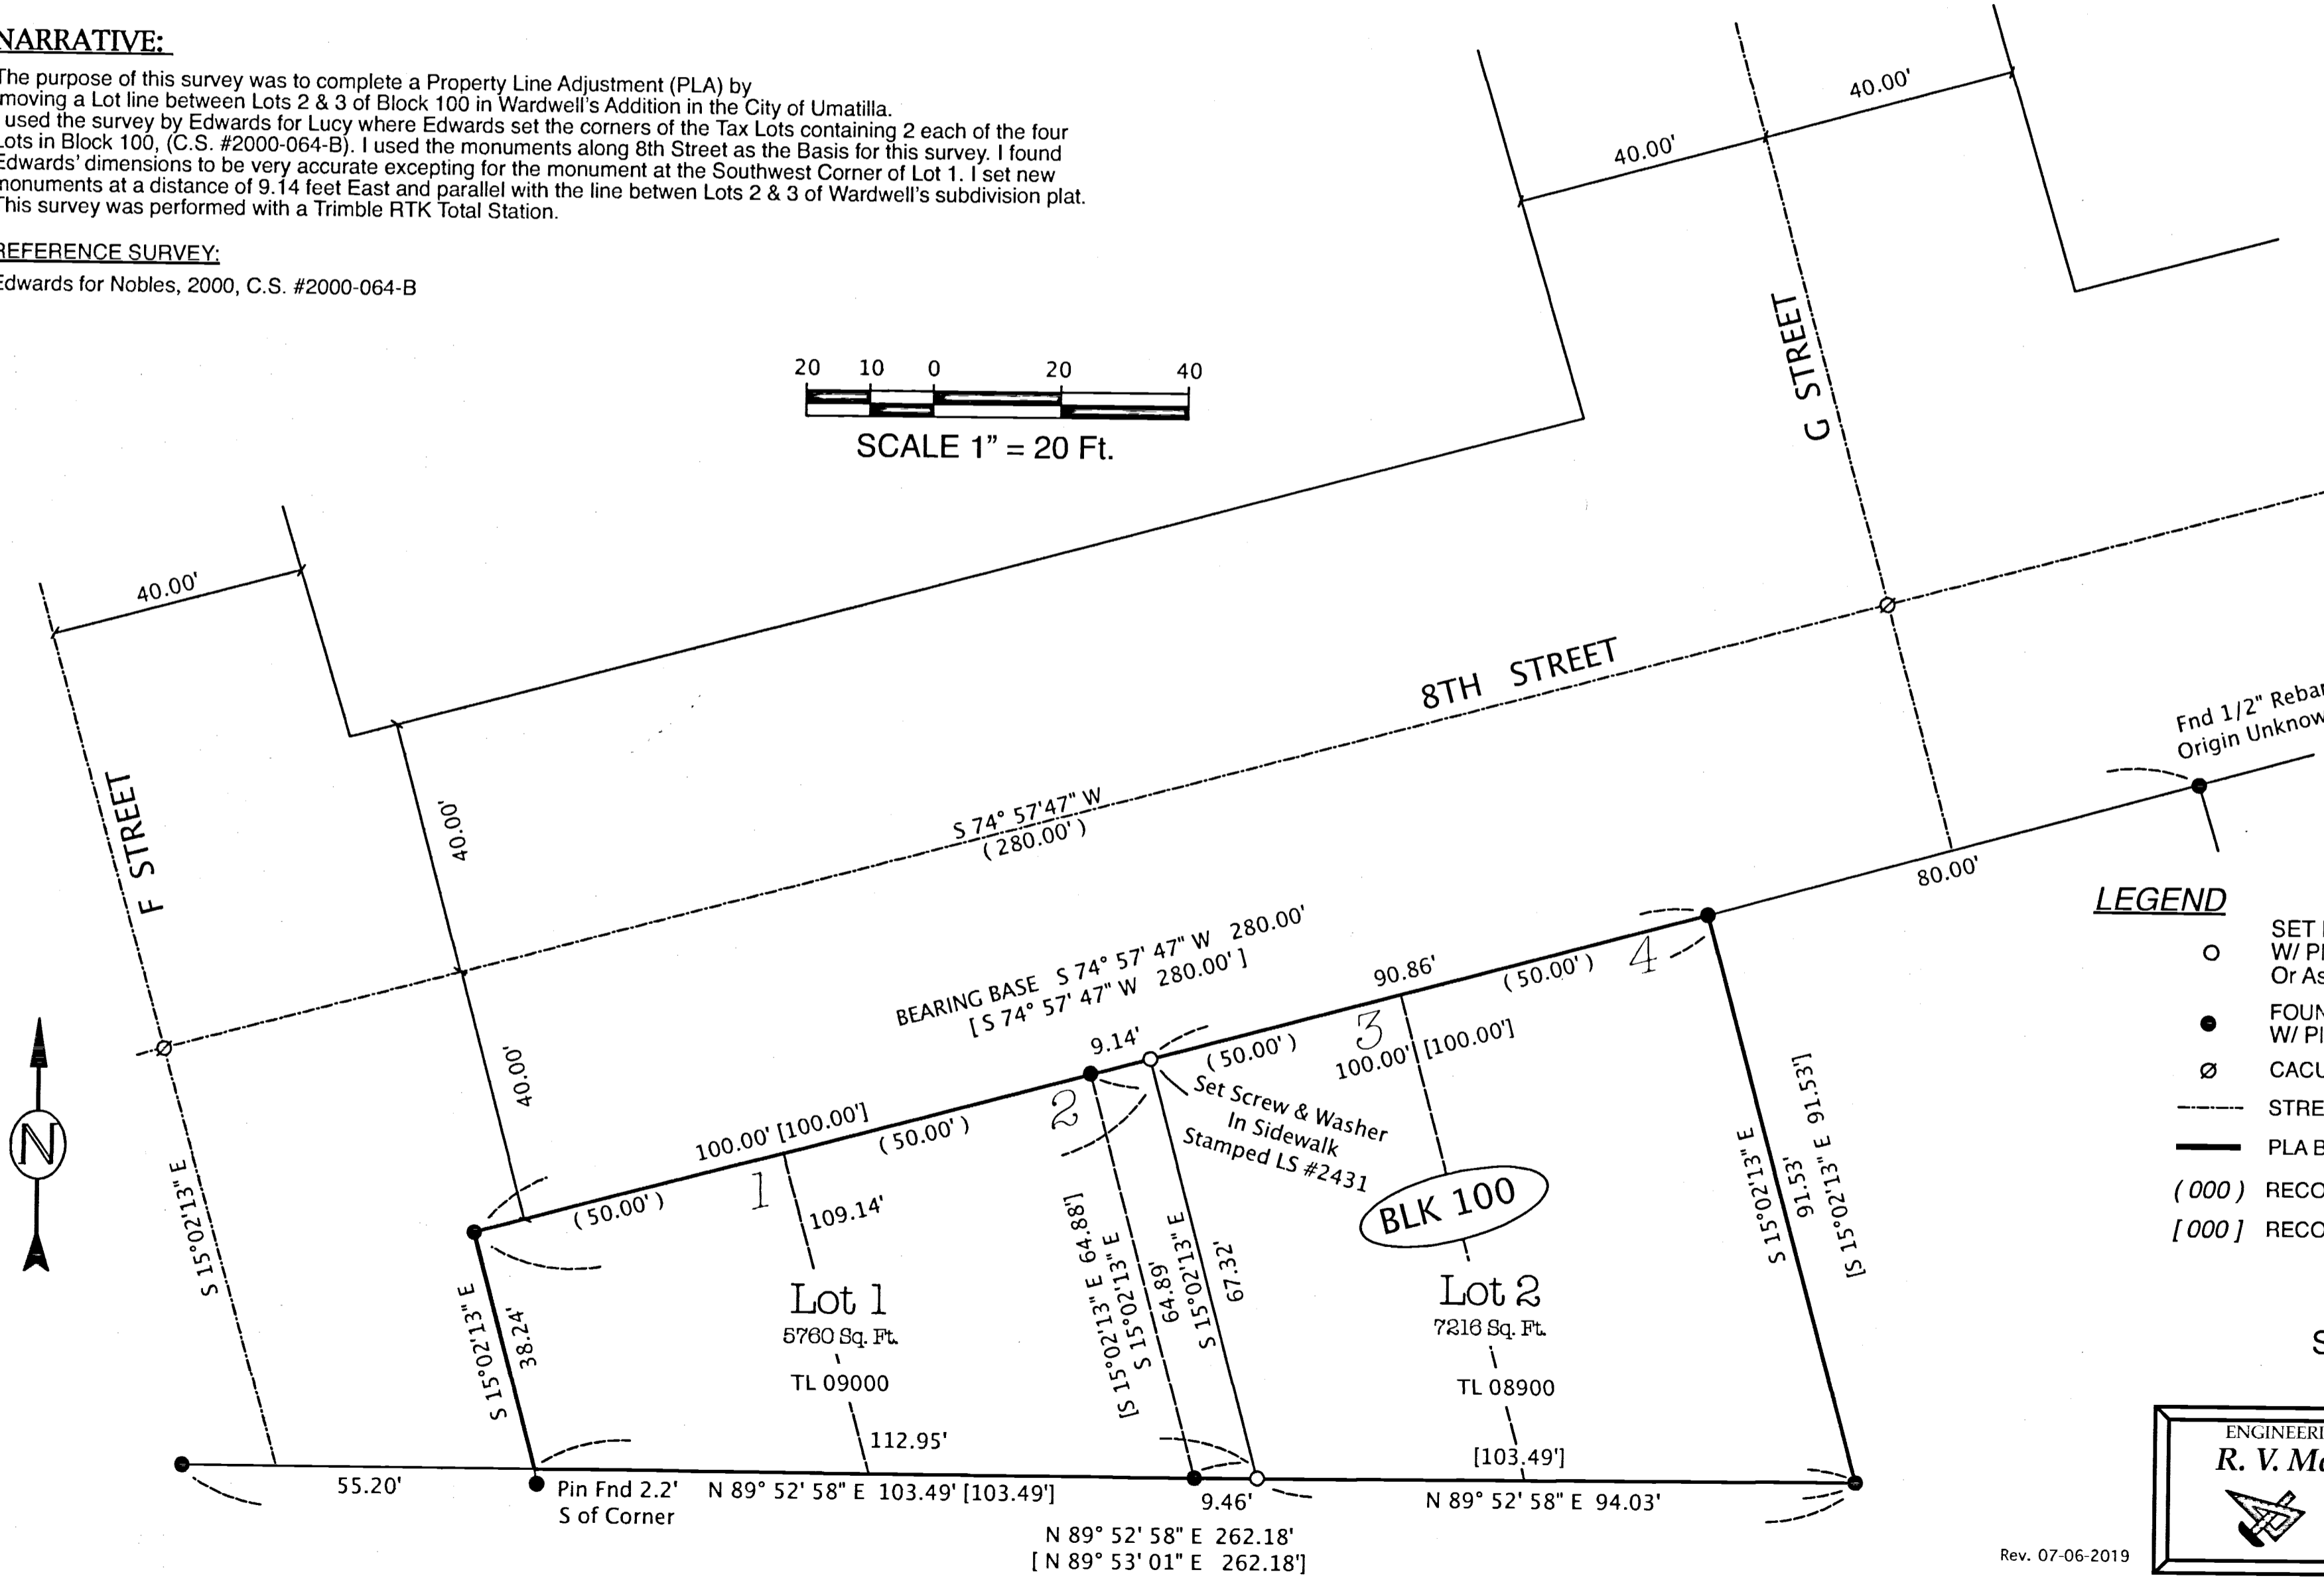 NARRATIVE:
The purpose of this survey was to complete a Property Line Adjustment (PLA) by
moving a Lot line between Lots 2 & 3 of Block 100 in Wardwell's Addition in the City of Umatilla.
used the survey by Edwards for Lucy where Edwards set the corners of the Tax Lots containing 2 each of the four
Lots in Block 100, (C.S. #2000-064-B). I used the monuments along 8th Street as the Basis for this survey. I found
Edwards' dimensions to be very accurate excepting for the monument at the Southwest Corner of Lot 1. I set new
monuments at a distance of 9.14 feet East and parallel with the line betwen Lots 2 & 3 of Wardwell's subdivision plat.
This survey was performed with a Trimble RTK Total Station.
REFERENCE SURVEY:
Edwards for Nobles, 2000, C.S. #2000-064-B
20 10 0 20 40
SCALE 1" = 20 Ft.
40.00'
40.00'
G STREET
40.00'
F STREET
40.00'
8TH STREET
S 74° 57'47" W
( 280.00' )
Fnd 1/2" Rebar
Origin
80.00'
BEARING BASE S 74° 57' 47" W 280.00'
[ S 74° 57' 47" W 280.00' ]
90.86'
( 50.00' )
4
9.14'
( 50.00' )
3
100.00' [100.00']
40.00'
100.00' [100.00']
( 50.00' )
2
Set Screw & Washer
In Sidewalk
Stamped LS #2431
( 50.00' )
1
109.14'
BLK 100
S 15°02'13" E
S 15°02'13" E
38.24'
Lot 1
5760 Sq. Ft.
TL 09000
[S 15°02'13" E 64.88']
S 15°02'13" E
64.89'
S 15°02'13" E
67.32'
Lot 2
7216 Sq. Ft.
TL 08900
S 15°02'13" E
91.53'
[S 15°02'13" E 91.53']
112.95'
[103.49']
55.20'
Pin Fnd 2.2'
S of Corner
N 89° 52' 58" E 103.49' [103.49']
9.46'
N 89° 52' 58" E 94.03'
N 89° 52' 58" E 262.18'
[ N 89° 53' 01" E 262.18']
N
LEGEND
SET
W/
Or
FOUN
W/
CACU
STRE
PLA B
( 000 ) RECO
[ 000 ] RECO
S
ENGINEERI
R. V. Mo
Rev. 07-06-2019